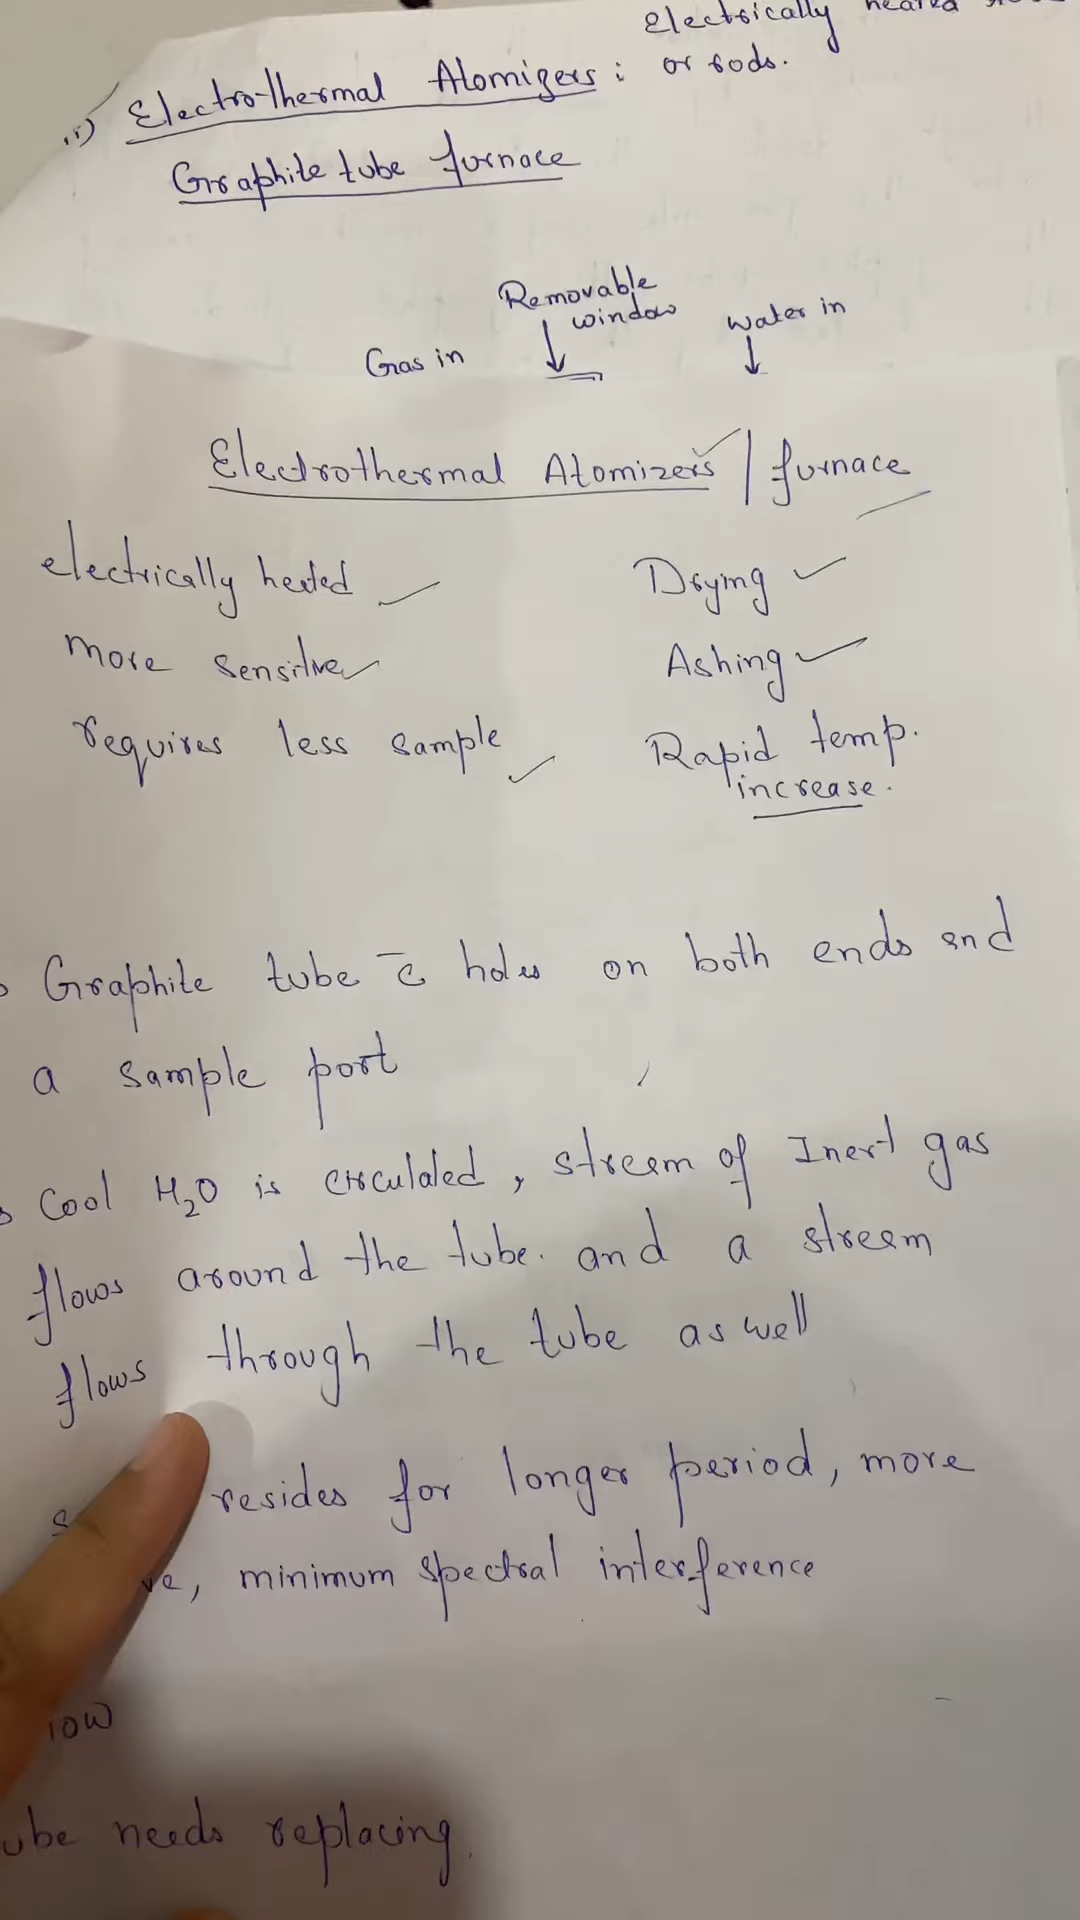 Electrically heated
ii) Electro-thermal Atomizers : or rods.
Graphite tube furnace
Removable
window
Water in
Gas in
Electrothermal Atomizers / furnace
electrically heated
Drying
more sensitive
Ashing
requires less sample
Rapid temp.
increase.
Graphite tube c̄ holes on both ends and
a sample port
Cool H₂O is circulated, stream of Inert gas
flows around the tube. and a stream
flows through the tube as well
resides for longer period, more
ve, minimum spectral interference
low
ube needs replacing.